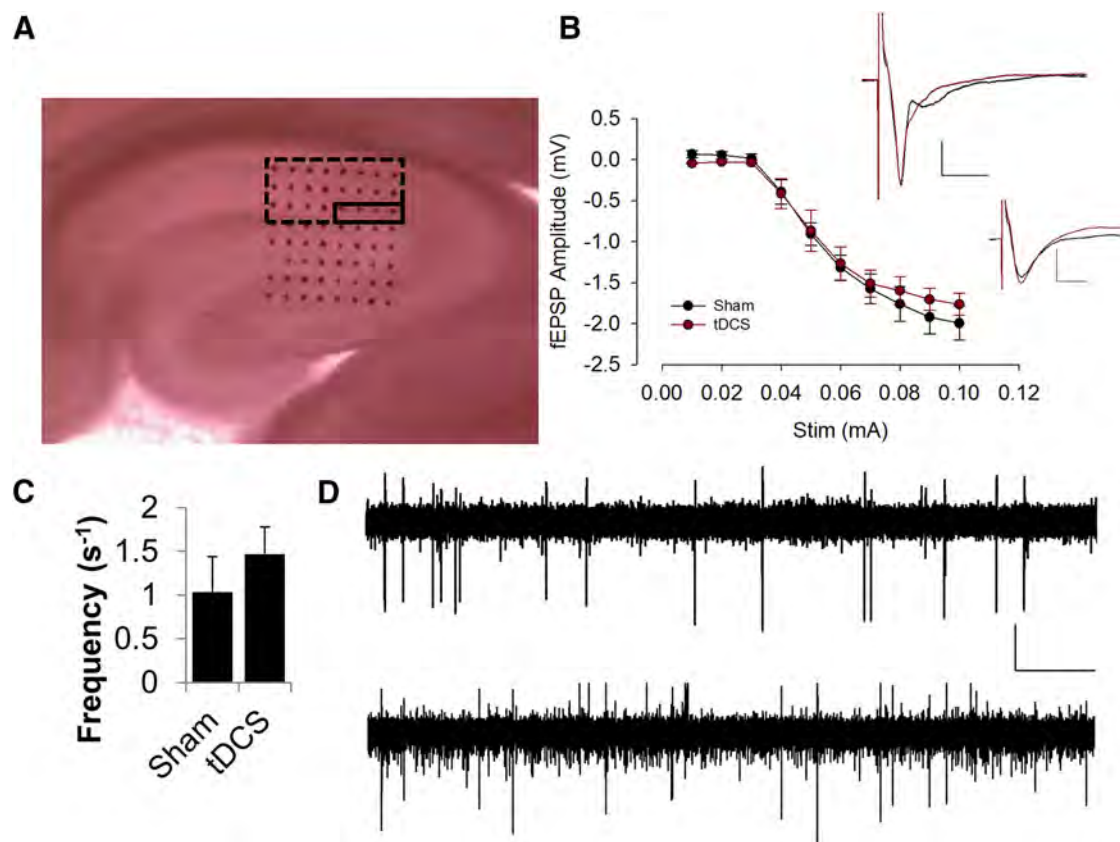 A
B
fEPSP Amplitude (mV)
0.5
0.0
-0.5
-1.0
-1.5
-2.0
-2.5
Sham
tDCS
0.00 0.02 0.04 0.06 0.08 0.10 0.12
Stim (mA)
C
Frequency (s⁻¹)
2
1.5
1
0.5
0
Sham
tDCS
D